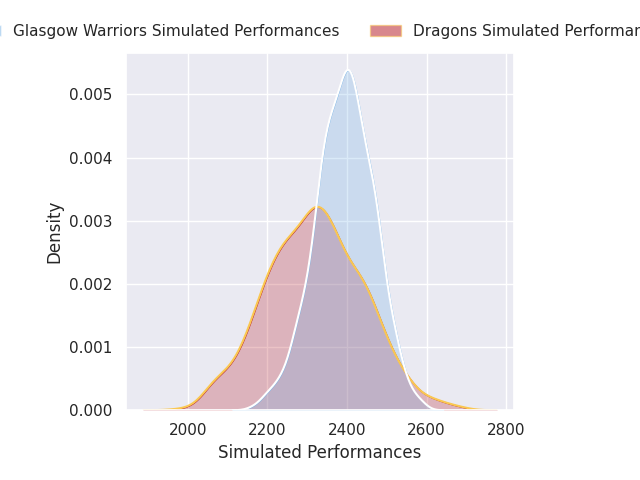 Glasgow Warriors Simulated Performances
Dragons Simulated Performar
0.005
0.004
0.003
0.002
0.001
0.000
Density
2000 2200 2400 2600 2800
Simulated Performances